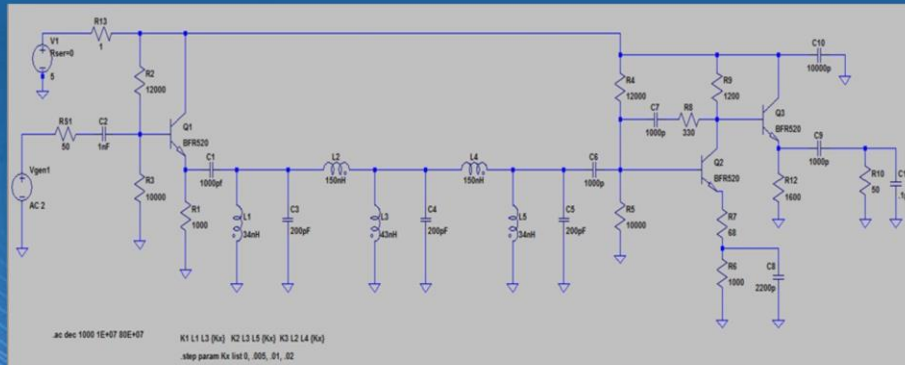 V1
Rser=0
5
R13
1
R2
12000
RS1
50
C2
1nF
Vgen1
AC 2
R3
10000
Q1
BFR520
R1
1000
C1
1000pf
L1
34nH
C3
200pF
L2
150nH
L3
43nH
C4
200pF
L4
150nH
L5
34nH
C5
200pF
C6
1000p
R4
12000
R5
10000
C7
1000p
R8
330
R9
1200
Q2
BFR520
R7
68
R6
1000
C8
2200p
Q3
BFR520
C10
10000p
C9
1000p
R12
1600
R10
50
.ac dec 1000 1E+07 80E+07
K1 L1 L3 {Kx} K2 L3 L5 {Kx} K3 L2 L4 {Kx}
.step param Kx list 0, .005, .01, .02